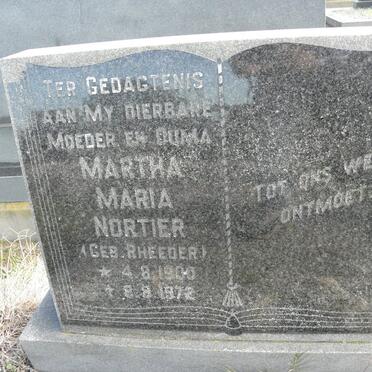 TER GEDAGTENIS
AAN MY DIERBARE
MOEDER EN OUMA
MARTHA
MARIA
NORTIER
(GEB. RHEEDER)
* 4.8.1900
* 8.8.1972
TOT ONS WE
ONTMOET